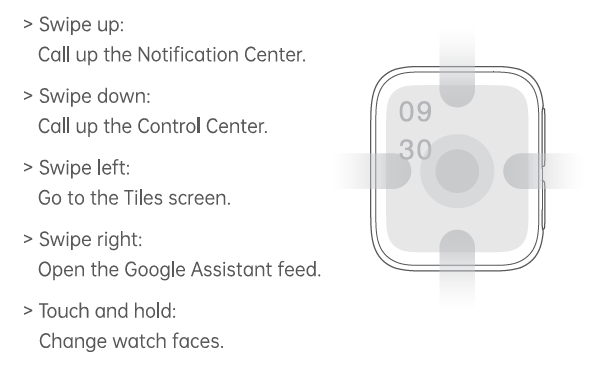 > Swipe up:
Call up the Notification Center.
> Swipe down:
Call up the Control Center.
> Swipe left:
Go to the Tiles screen.
> Swipe right:
Open the Google Assistant feed.
> Touch and hold:
Change watch faces.
09
30